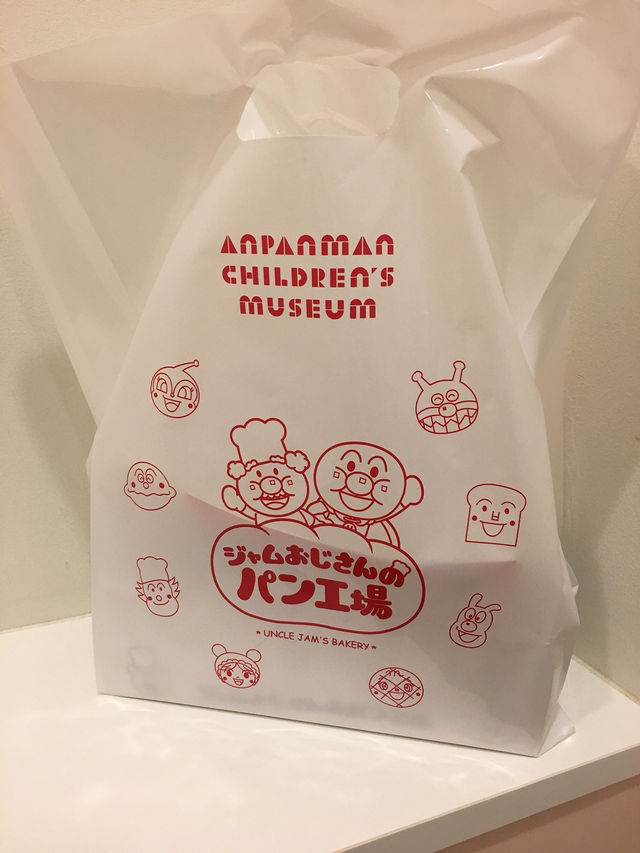 ANPANMAN
CHILDREN'S
MUSEUM
ジャムおじさんの
パン工場
★ UNCLE JAM'S BAKERY ★